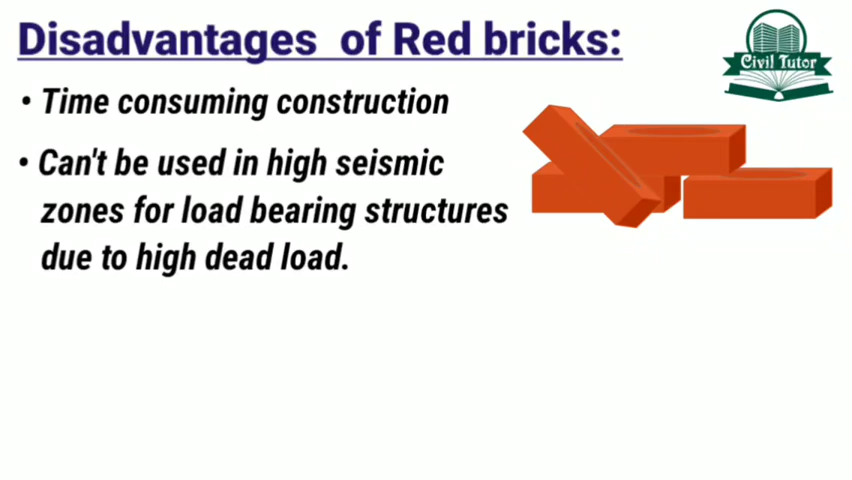 Disadvantages of Red bricks:
Civil Tutor
• Time consuming construction
• Can't be used in high seismic
zones for load bearing structures
due to high dead load.